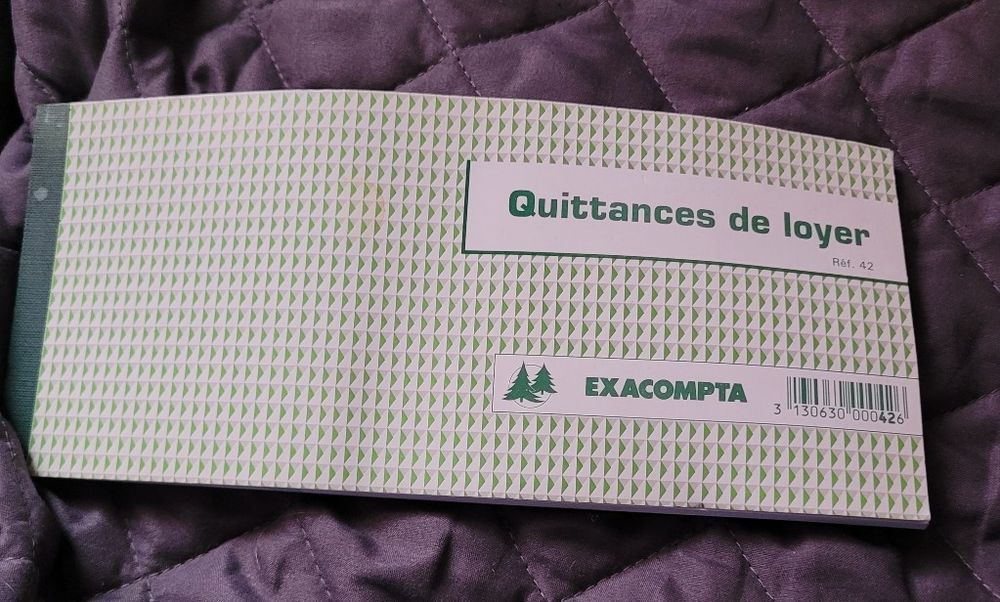 Quittances de loyer
Réf. 42
EXACOMPTA
3 130630 000426